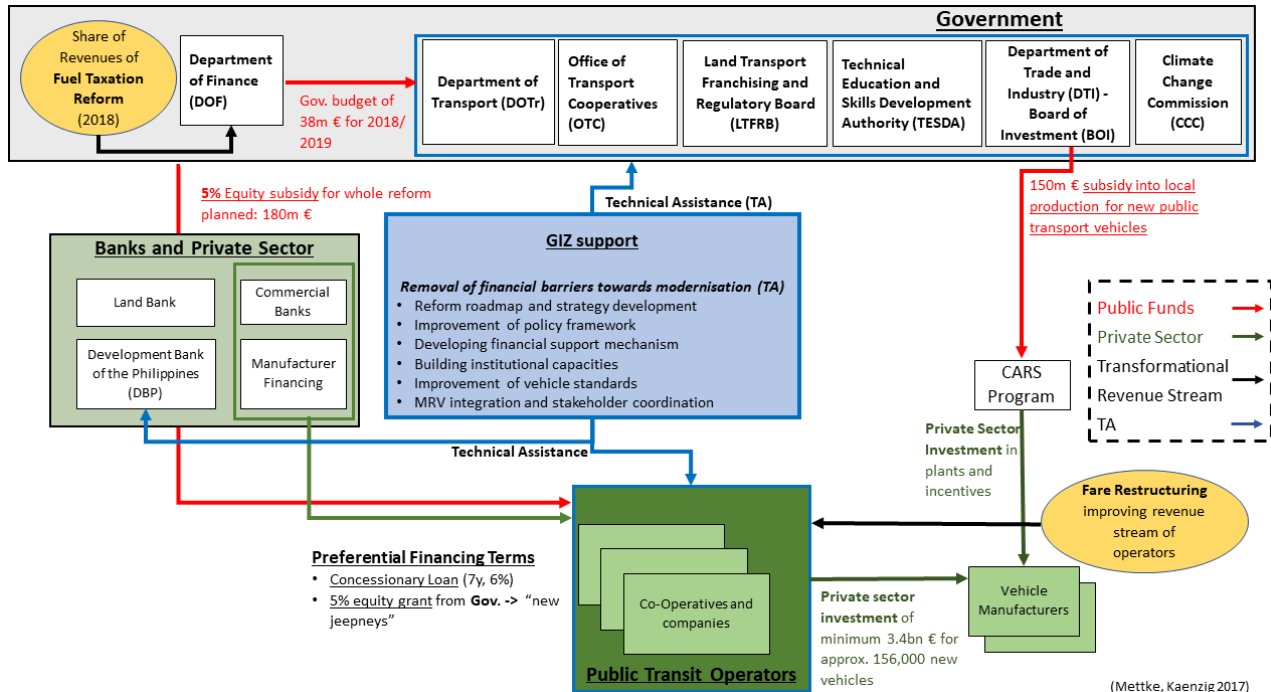 Government
Share of
Revenues of
Fuel Taxation
Reform
(2018)
Department
of Finance
(DOF)
Gov. budget of
38m € for 2018/
2019
Department of
Transport (DOTr)
Office of
Transport
Cooperatives
(OTC)
Land Transport
Franchising and
Regulatory Board
(LTFRB)
Technical
Education and
Skills Development
Authority (TESDA)
Department of
Trade and
Industry (DTI) -
Board of
Investment (BOI)
Climate
Change
Commission
(CCC)
5% Equity subsidy for whole reform
planned: 180m €
Technical Assistance (TA)
150m € subsidy into local
production for new public
transport vehicles
Banks and Private Sector
Land Bank
Commercial
Banks
Development Bank
of the Philippines
(DBP)
Manufacturer
Financing
GIZ support
Removal of financial barriers towards modernisation (TA)
• Reform roadmap and strategy development
• Improvement of policy framework
• Developing financial support mechanism
• Building institutional capacities
• Improvement of vehicle standards
• MRV integration and stakeholder coordination
Public Funds
Private Sector
Transformational
Revenue Stream
TA
CARS
Program
Technical Assistance
Private Sector
Investment in
plants and
incentives
Fare Restructuring
improving revenue
stream of
operators
Preferential Financing Terms
• Concessionary Loan (7y, 6%)
• 5% equity grant from Gov. -> “new
jeepneys”
Co-Operatives and
companies
Public Transit Operators
Private sector
investment of
minimum 3.4bn € for
approx. 156,000 new
vehicles
Vehicle
Manufacturers
(Mettke, Kaenzig 2017)